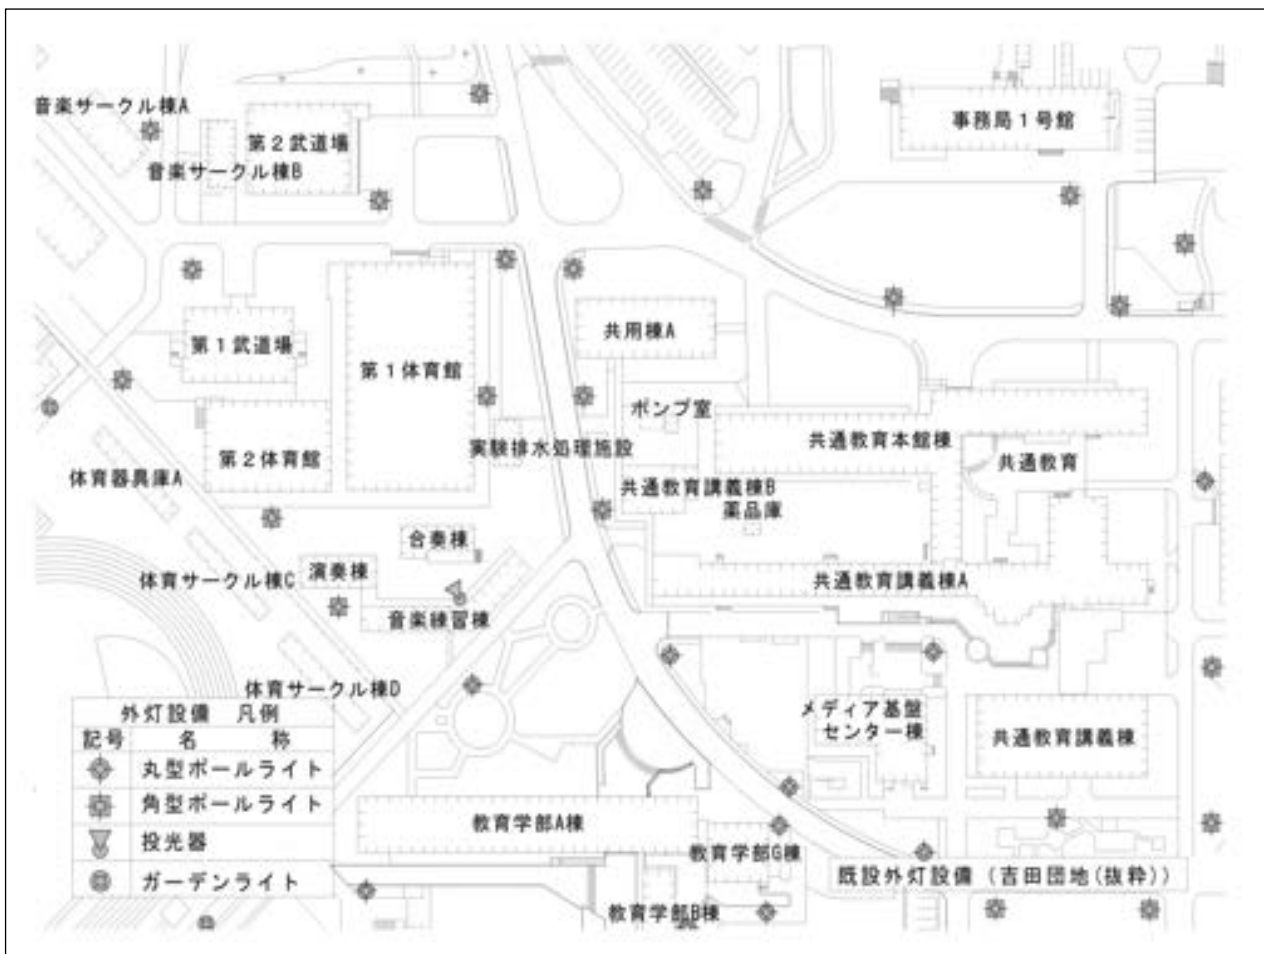 音楽サークル棟A
第2武道場
音楽サークル棟B
事務局1号館
第1武道場
第1体育館
共用棟A
ポンプ室
共通教育本館棟
共通教育
第2体育館
実験排水処理施設
体育器具庫A
共通教育講義棟B
薬品庫
合奏棟
演奏棟
体育サークル棟C
共通教育講義棟A
音楽練習棟
体育サークル棟D
メディア基盤
センター棟
共通教育講義棟
外灯設備 凡例
記号 名 称
丸型ポールライト
角型ポールライト
投光器
ガーデンライト
教育学部A棟
教育学部G棟
教育学部B棟
既設外灯設備（吉田団地(抜粋)）